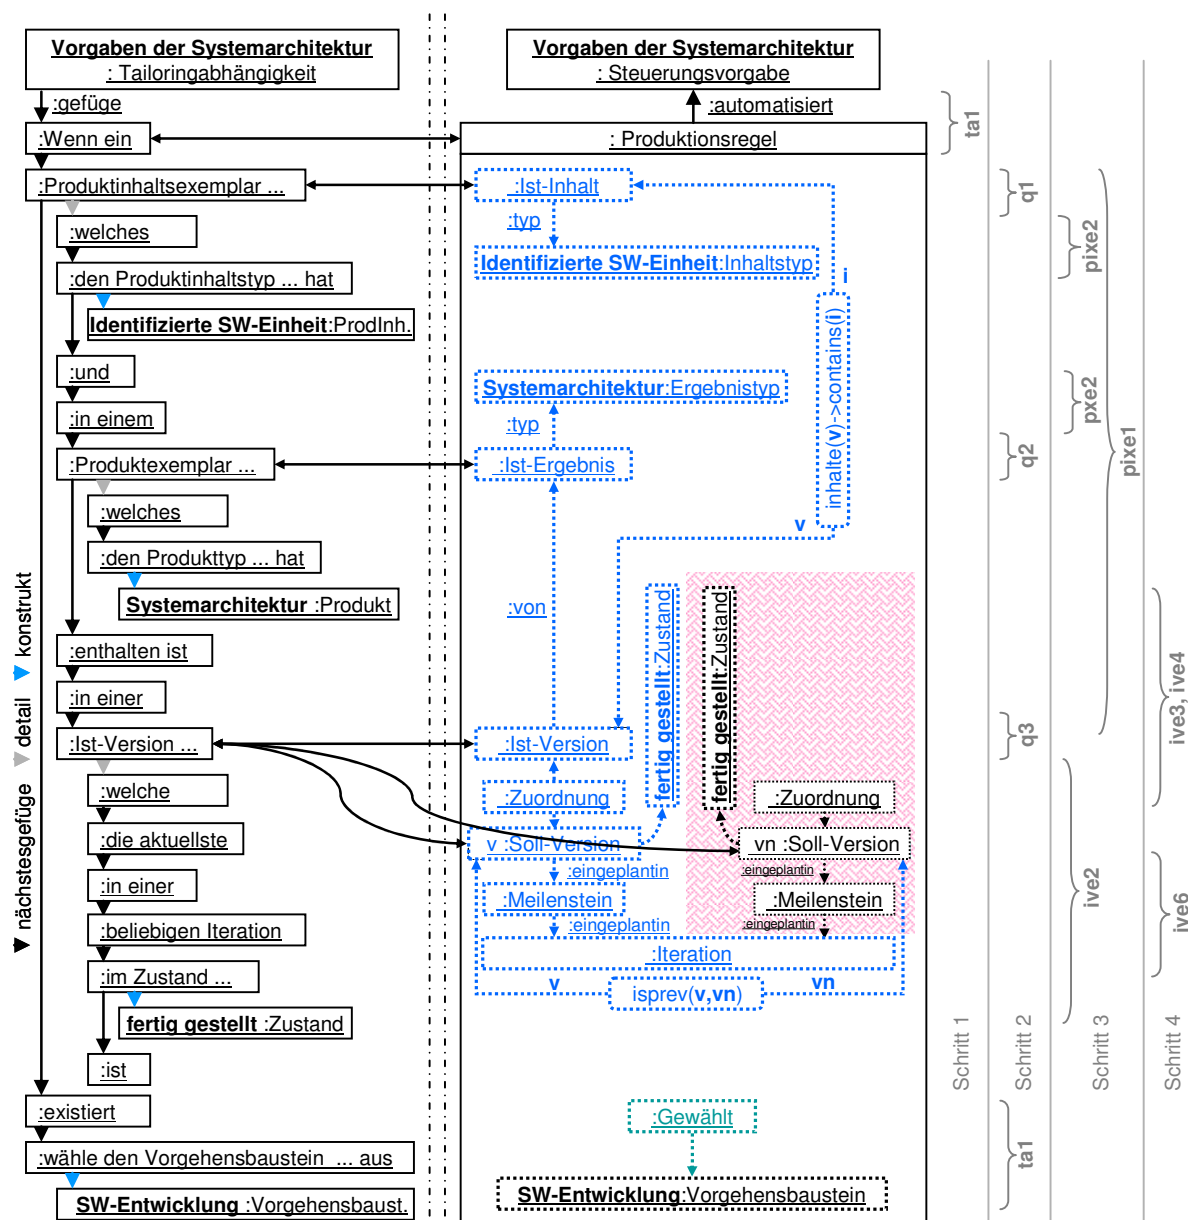 Vorgaben der Systemarchitektur
: Tailoringabhängigkeit
:gefüge
:Wenn ein
:Produktinhaltsexemplar ...
:welches
:den Produktinhaltstyp ... hat
Identifizierte SW-Einheit:ProdInh.
:und
:in einem
:Produktexemplar ...
:welches
:den Produkttyp ... hat
Systemarchitektur :Produkt
:enthalten ist
:in einer
:Ist-Version ...
:welche
:die aktuellste
:in einer
:beliebigen Iteration
:im Zustand ...
fertig gestellt :Zustand
:ist
:existiert
:wähle den Vorgehensbaustein ... aus
SW-Entwicklung :Vorgehensbaust.
nächstesgefüge
detail
konstrukt
Vorgaben der Systemarchitektur
: Steuerungsvorgabe
:automatisiert
: Produktionsregel
:Ist-Inhalt
:typ
Identifizierte SW-Einheit:Inhaltstyp
i
inhalte(v)->contains(i)
v
Systemarchitektur:Ergebnistyp
:typ
:Ist-Ergebnis
:von
fertig gestellt:Zustand
fertig gestellt:Zustand
:Ist-Version
:Zuordnung
:Zuordnung
v :Soll-Version
vn :Soll-Version
:eingeplantin
:eingeplantin
:Meilenstein
:Meilenstein
:eingeplantin
:eingeplantin
:Iteration
v
isprev(v,vn)
vn
:Gewählt
SW-Entwicklung:Vorgehensbaustein
ta1
q1
pixe2
pxe2
q2
pixe1
q3
ive3, ive4
ive2
ive6
Schritt 1
Schritt 2
Schritt 3
Schritt 4
ta1